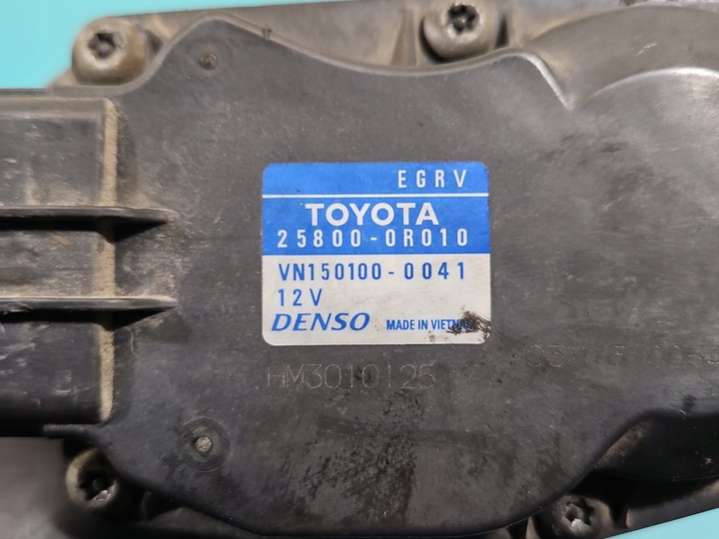 EGRV
TOYOTA
25800-0R010
VN150100-0041
12V
DENSO MADE IN VIETNAM
HM3010125